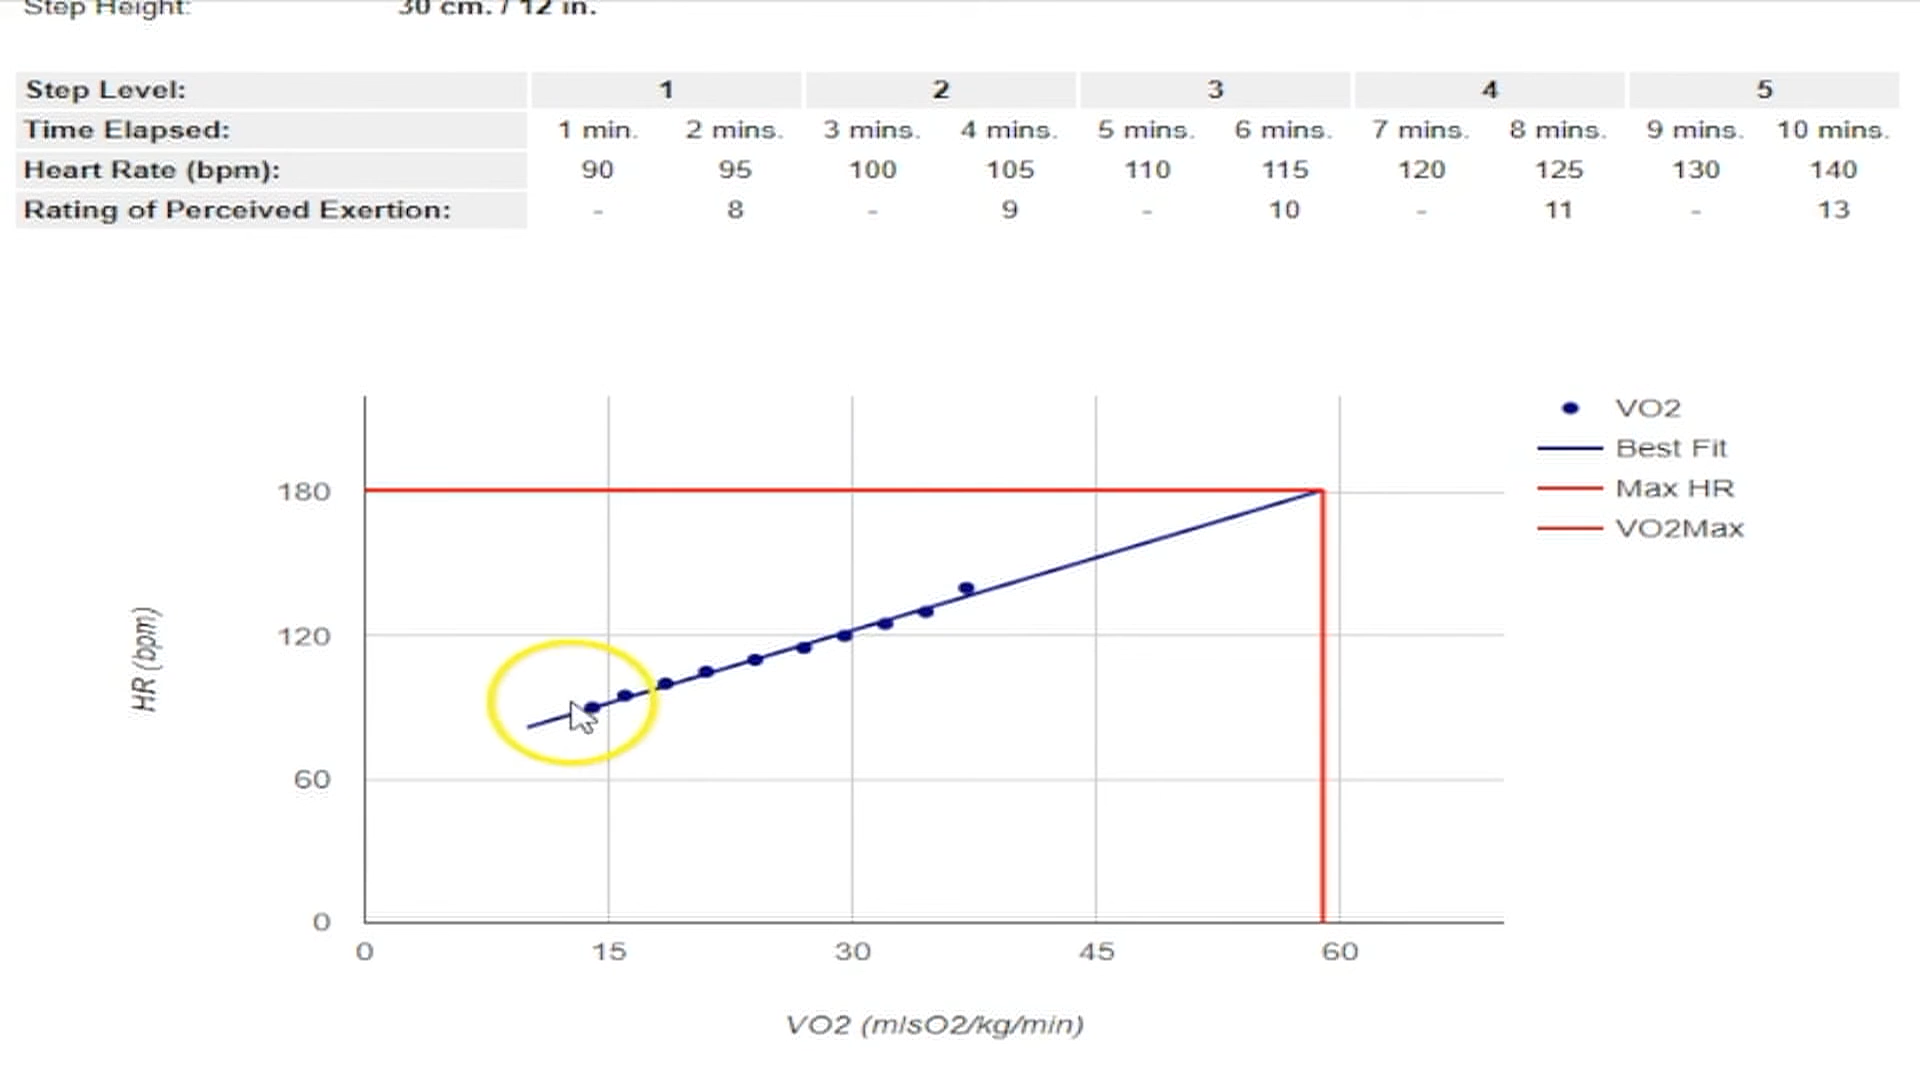 Step Height: 30 cm. / 12 in.
Step Level: 1 2 3 4 5
Time Elapsed: 1 min. 2 mins. 3 mins. 4 mins. 5 mins. 6 mins. 7 mins. 8 mins. 9 mins. 10 mins.
Heart Rate (bpm): 90 95 100 105 110 115 120 125 130 140
Rating of Perceived Exertion: - 8 - 9 - 10 - 11 - 13
VO2
Best Fit
Max HR
VO2Max
180
120
60
0
HR (bpm)
0 15 30 45 60
VO2 (mlsO2/kg/min)